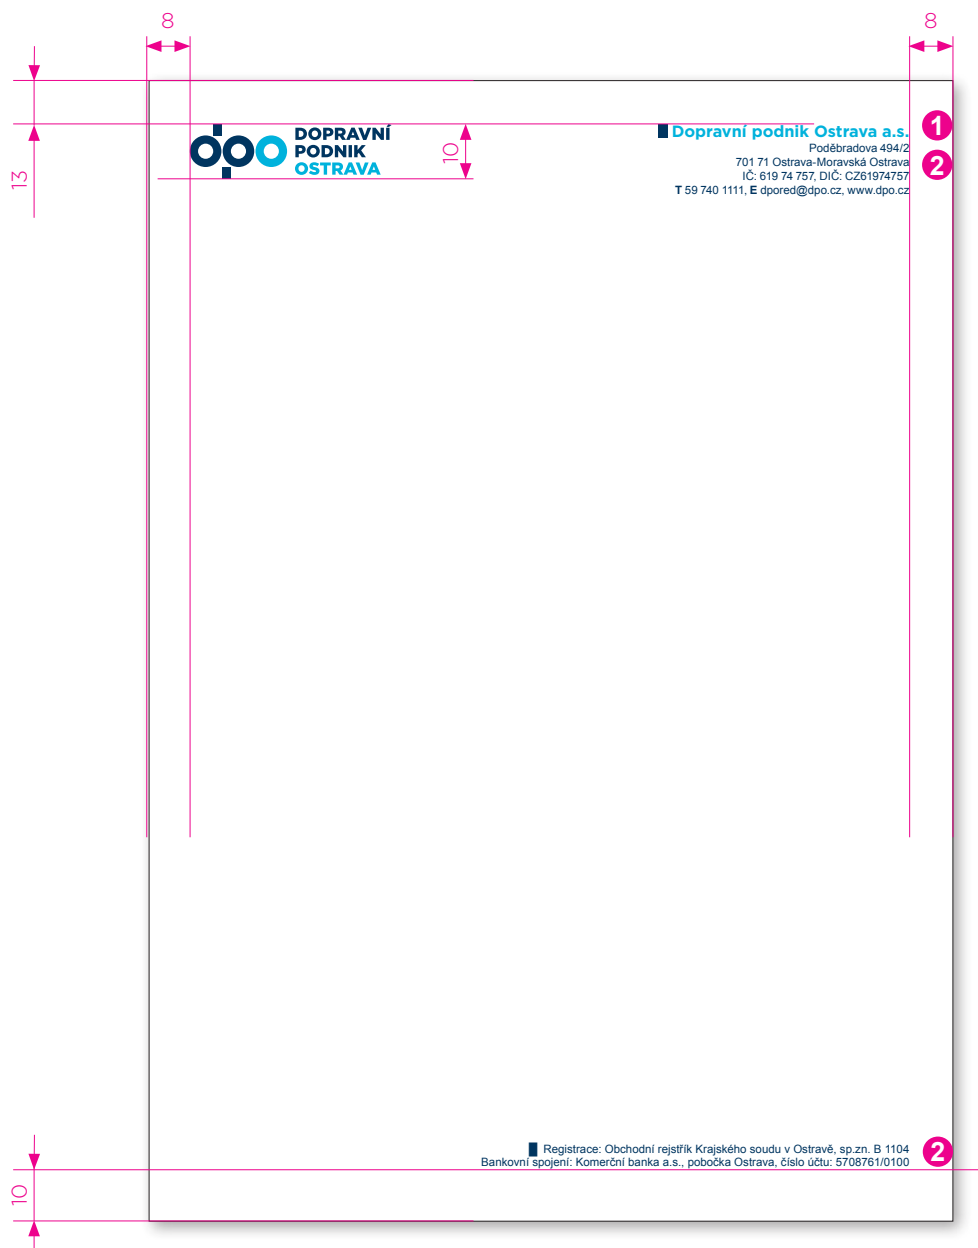 8
8
13
dpo
DOPRAVNÍ
PODNIK
OSTRAVA
10
Dopravní podnik Ostrava a.s.
1
Poděbradova 494/2
701 71 Ostrava-Moravská Ostrava
2
IČ: 619 74 757, DIČ: CZ61974757
T 59 740 1111, E dpored@dpo.cz, www.dpo.cz
Registrace: Obchodní rejstřík Krajského soudu v Ostravě, sp.zn. B 1104
Bankovní spojení: Komerční banka a.s., pobočka Ostrava, číslo účtu: 5708761/0100
2
10